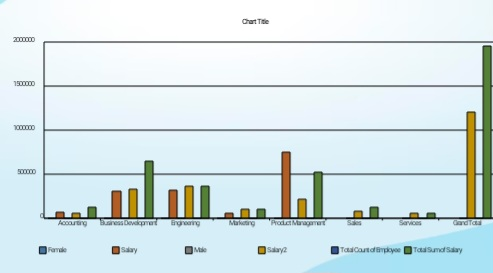 Chart Title
2000000
1500000
1000000
500000
0
Accounting Business Development Engineering Marketing Product Management Sales Services Grand Total
Female Salary Male Salary2 Total Count of Employee Total Sum of Salary